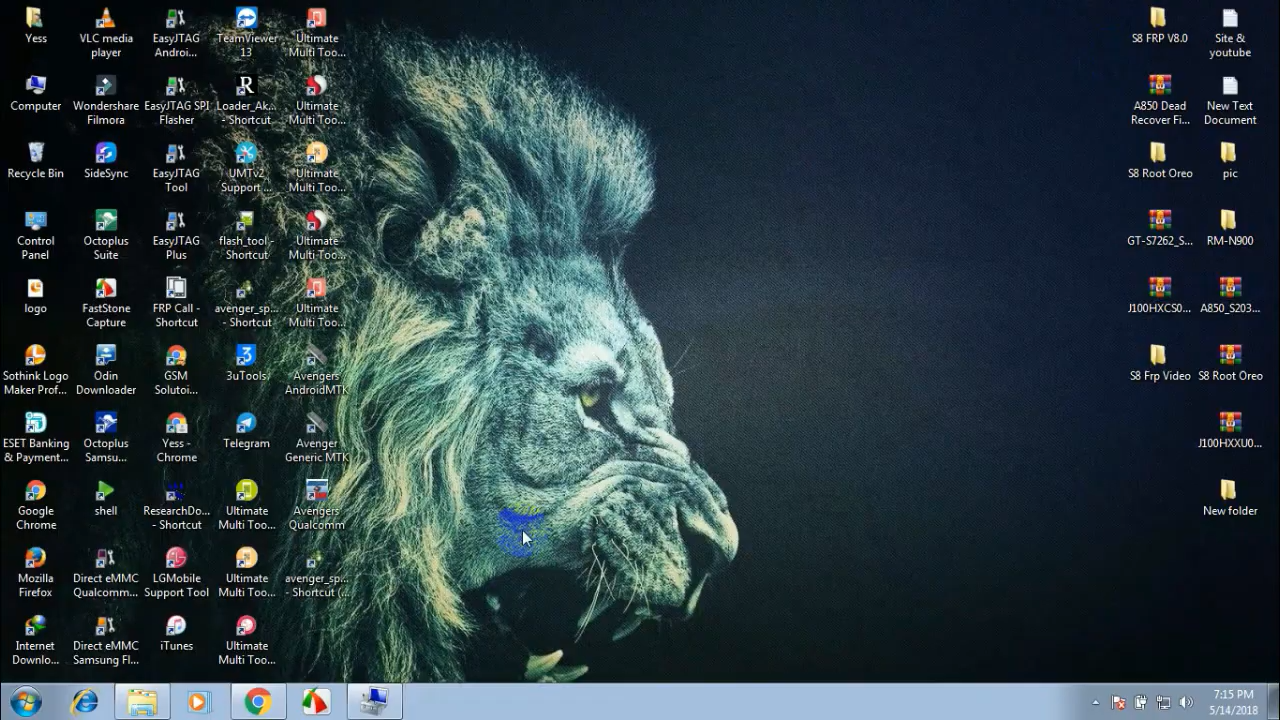 Yess
VLC media
player
EasyJTAG
Androi...
TeamViewer
13
Ultimate
Multi Too...
S8 FRP V8.0
Site &
youtube
Computer
Wondershare
Filmora
EasyJTAG SPI
Flasher
Loader_Ak...
- Shortcut
Ultimate
Multi Too...
A850 Dead
Recover Fi...
New Text
Document
Recycle Bin
SideSync
EasyJTAG
Tool
UMTv2
Support ...
Ultimate
Multi Too...
S8 Root Oreo
pic
Control
Panel
Octoplus
Suite
EasyJTAG
Plus
flash_tool -
Shortcut
Ultimate
Multi Too...
GT-S7262_S...
RM-N900
logo
FastStone
Capture
FRP Call -
Shortcut
avenger_sp...
- Shortcut
Ultimate
Multi Too...
J100HXCS0...
A850_S203...
Sothink Logo
Maker Prof...
Odin
Downloader
GSM
Solutoi...
3uTools
Avengers
AndroidMTK
S8 Frp Video
S8 Root Oreo
ESET Banking
& Payment...
Octoplus
Samsu...
Yess -
Chrome
Telegram
Avenger
Generic MTK
J100HXXU0...
Google
Chrome
shell
ResearchDo...
- Shortcut
Ultimate
Multi Too...
Avengers
Qualcomm
New folder
Mozilla
Firefox
Direct eMMC
Qualcomm...
LGMobile
Support Tool
Ultimate
Multi Too...
avenger_sp...
- Shortcut (...
Internet
Downlo...
Direct eMMC
Samsung Fl...
iTunes
Ultimate
Multi Too...
7:15 PM
5/14/2018